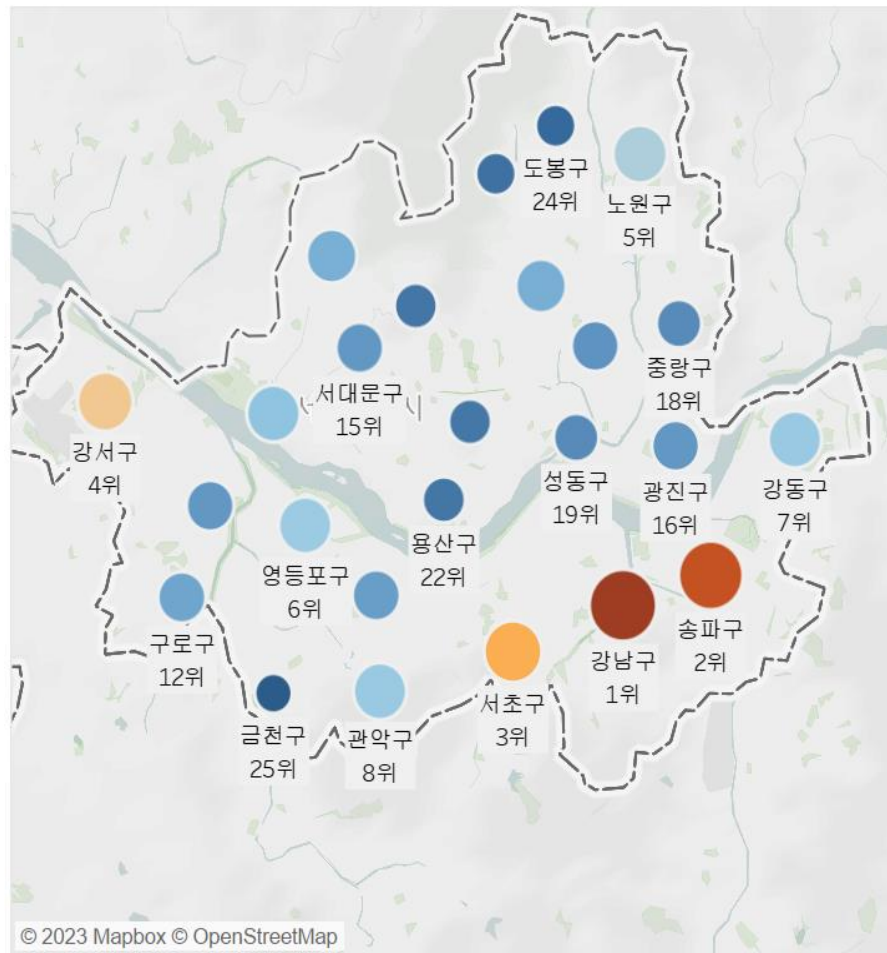 도봉구
24위
노원구
5위
중랑구
18위
서대문구
15위
강서구
4위
성동구
19위
광진구
16위
강동구
7위
용산구
22위
영등포구
6위
구로구
12위
송파구
2위
강남구
1위
서초구
3위
금천구
25위
관악구
8위
© 2023 Mapbox © OpenStreetMap